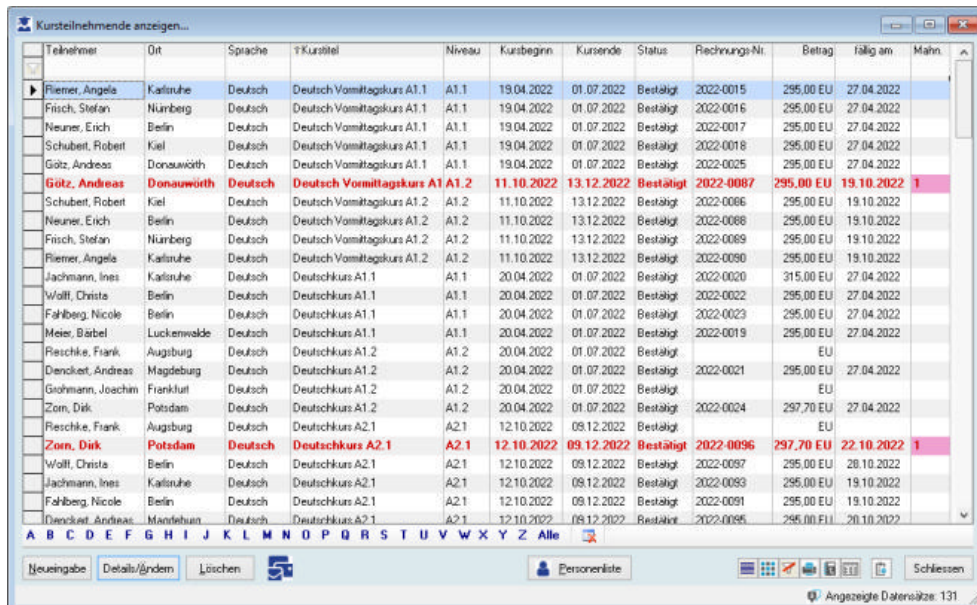 Kursteilnehmende anzeigen...
Teilnehmer Ort Sprache Kurstitel Niveau Kursbeginn Kursende Status Rechnungs-Nr. Betrag fällig am Mahn.
Riemer, Angela Karlsruhe Deutsch Deutsch Vormittagskurs A1.1 A1.1 19.04.2022 01.07.2022 Bestätigt 2022-0015 295,00 EU 27.04.2022
Frisch, Stefan Nürnberg Deutsch Deutsch Vormittagskurs A1.1 A1.1 19.04.2022 01.07.2022 Bestätigt 2022-0016 295,00 EU 27.04.2022
Neuner, Erich Berlin Deutsch Deutsch Vormittagskurs A1.1 A1.1 19.04.2022 01.07.2022 Bestätigt 2022-0017 295,00 EU 27.04.2022
Schubert, Robert Kiel Deutsch Deutsch Vormittagskurs A1.1 A1.1 19.04.2022 01.07.2022 Bestätigt 2022-0018 295,00 EU 27.04.2022
Götz, Andreas Donauwörth Deutsch Deutsch Vormittagskurs A1.1 A1.1 19.04.2022 01.07.2022 Bestätigt 2022-0025 295,00 EU 27.04.2022
Götz, Andreas Donauwörth Deutsch Deutsch Vormittagskurs A1 A1.2 11.10.2022 13.12.2022 Bestätigt 2022-0087 295,00 EU 19.10.2022 1
Schubert, Robert Kiel Deutsch Deutsch Vormittagskurs A1.2 A1.2 11.10.2022 13.12.2022 Bestätigt 2022-0086 295,00 EU 19.10.2022
Neuner, Erich Berlin Deutsch Deutsch Vormittagskurs A1.2 A1.2 11.10.2022 13.12.2022 Bestätigt 2022-0088 295,00 EU 19.10.2022
Frisch, Stefan Nürnberg Deutsch Deutsch Vormittagskurs A1.2 A1.2 11.10.2022 13.12.2022 Bestätigt 2022-0089 295,00 EU 19.10.2022
Riemer, Angela Karlsruhe Deutsch Deutsch Vormittagskurs A1.2 A1.2 11.10.2022 13.12.2022 Bestätigt 2022-0090 295,00 EU 19.10.2022
Jachmann, Ines Karlsruhe Deutsch Deutschkurs A1.1 A1.1 20.04.2022 01.07.2022 Bestätigt 2022-0020 315,00 EU 27.04.2022
Wolff, Christa Berlin Deutsch Deutschkurs A1.1 A1.1 20.04.2022 01.07.2022 Bestätigt 2022-0022 295,00 EU 27.04.2022
Fahlberg, Nicole Berlin Deutsch Deutschkurs A1.1 A1.1 20.04.2022 01.07.2022 Bestätigt 2022-0023 295,00 EU 27.04.2022
Meier, Bärbel Luckenwalde Deutsch Deutschkurs A1.1 A1.1 20.04.2022 01.07.2022 Bestätigt 2022-0019 295,00 EU 27.04.2022
Reschke, Frank Augsburg Deutsch Deutschkurs A1.2 A1.2 20.04.2022 01.07.2022 Bestätigt EU
Denckert, Andreas Magdeburg Deutsch Deutschkurs A1.2 A1.2 20.04.2022 01.07.2022 Bestätigt 2022-0021 295,00 EU 27.04.2022
Grohmann, Joachim Frankfurt Deutsch Deutschkurs A1.2 A1.2 20.04.2022 01.07.2022 Bestätigt EU
Zorn, Dirk Potsdam Deutsch Deutschkurs A1.2 A1.2 20.04.2022 01.07.2022 Bestätigt 2022-0024 297,70 EU 27.04.2022
Reschke, Frank Augsburg Deutsch Deutschkurs A2.1 A2.1 12.10.2022 09.12.2022 Bestätigt EU
Zorn, Dirk Potsdam Deutsch Deutschkurs A2.1 A2.1 12.10.2022 09.12.2022 Bestätigt 2022-0096 297,70 EU 22.10.2022 1
Wolff, Christa Berlin Deutsch Deutschkurs A2.1 A2.1 12.10.2022 09.12.2022 Bestätigt 2022-0097 295,00 EU 28.10.2022
Jachmann, Ines Karlsruhe Deutsch Deutschkurs A2.1 A2.1 12.10.2022 09.12.2022 Bestätigt 2022-0093 295,00 EU 19.10.2022
Fahlberg, Nicole Berlin Deutsch Deutschkurs A2.1 A2.1 12.10.2022 09.12.2022 Bestätigt 2022-0091 295,00 EU 19.10.2022
Denckert, Andreas Magdeburg Deutsch Deutschkurs A2.1 A2.1 12.10.2022 09.12.2022 Bestätigt 2022-0095 295,00 EU 20.10.2022
A B C D E F G H I J K L M N O P Q R S T U V W X Y Z Alle
Neueingabe Details/Ändern Löschen Personenliste Schliessen
Angezeigte Datensätze: 131